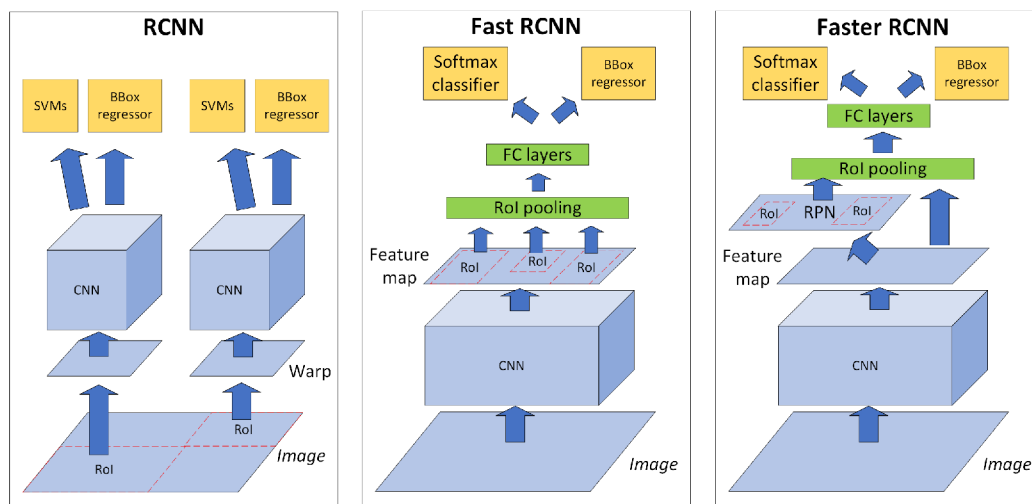 RCNN
SVMs
BBox
regressor
SVMs
BBox
regressor
CNN
CNN
Warp
RoI
RoI
Image
Fast RCNN
Softmax
classifier
BBox
regressor
FC layers
RoI pooling
Feature
map
RoI
RoI
RoI
CNN
Image
Faster RCNN
Softmax
classifier
BBox
regressor
FC layers
RoI pooling
RoI
RPN
RoI
Feature
map
CNN
Image